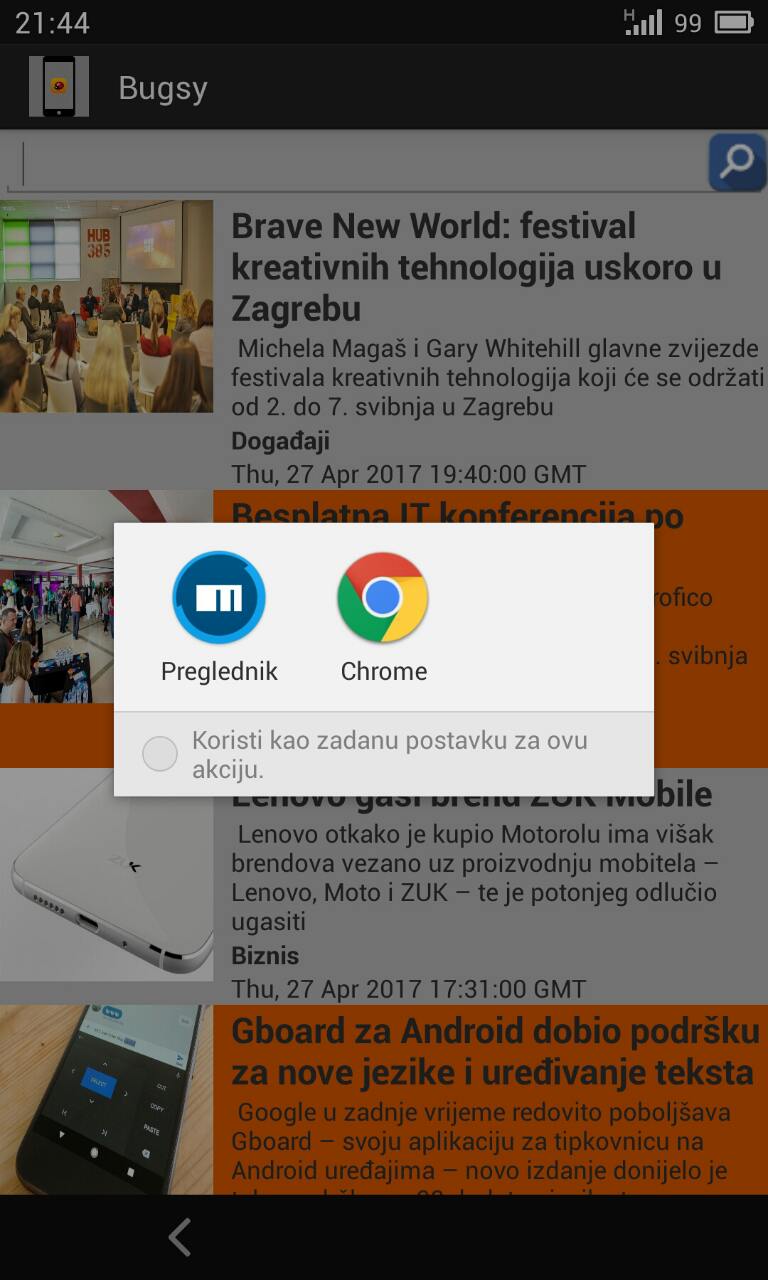 21:44
H
99
Bugsy
HUB
385
Brave New World: festival
kreativnih tehnologija uskoro u
Zagrebu
Michela Magaš i Gary Whitehill glavne zvijezde
festivala kreativnih tehnologija koji će se održati
od 2. do 7. svibnja u Zagrebu
Događaji
Thu, 27 Apr 2017 19:40:00 GMT
Besplatna IT konferencija po
. svibnja
Preglednik
Chrome
Koristi kao zadanu postavku za ovu
akciju.
Lenovo gasi brend ZUK Mobile
Lenovo otkako je kupio Motorolu ima višak
brendova vezano uz proizvodnju mobitela –
Lenovo, Moto i ZUK – te je potonjeg odlučio
ugasiti
Biznis
Thu, 27 Apr 2017 17:31:00 GMT
ZUK
Gboard za Android dobio podršku
za nove jezike i uređivanje teksta
Google u zadnje vrijeme redovito poboljšava
Gboard – svoju aplikaciju za tipkovnicu na
Android uređajima – novo izdanje donijelo je
SELECT
CUT
COPY
PASTE